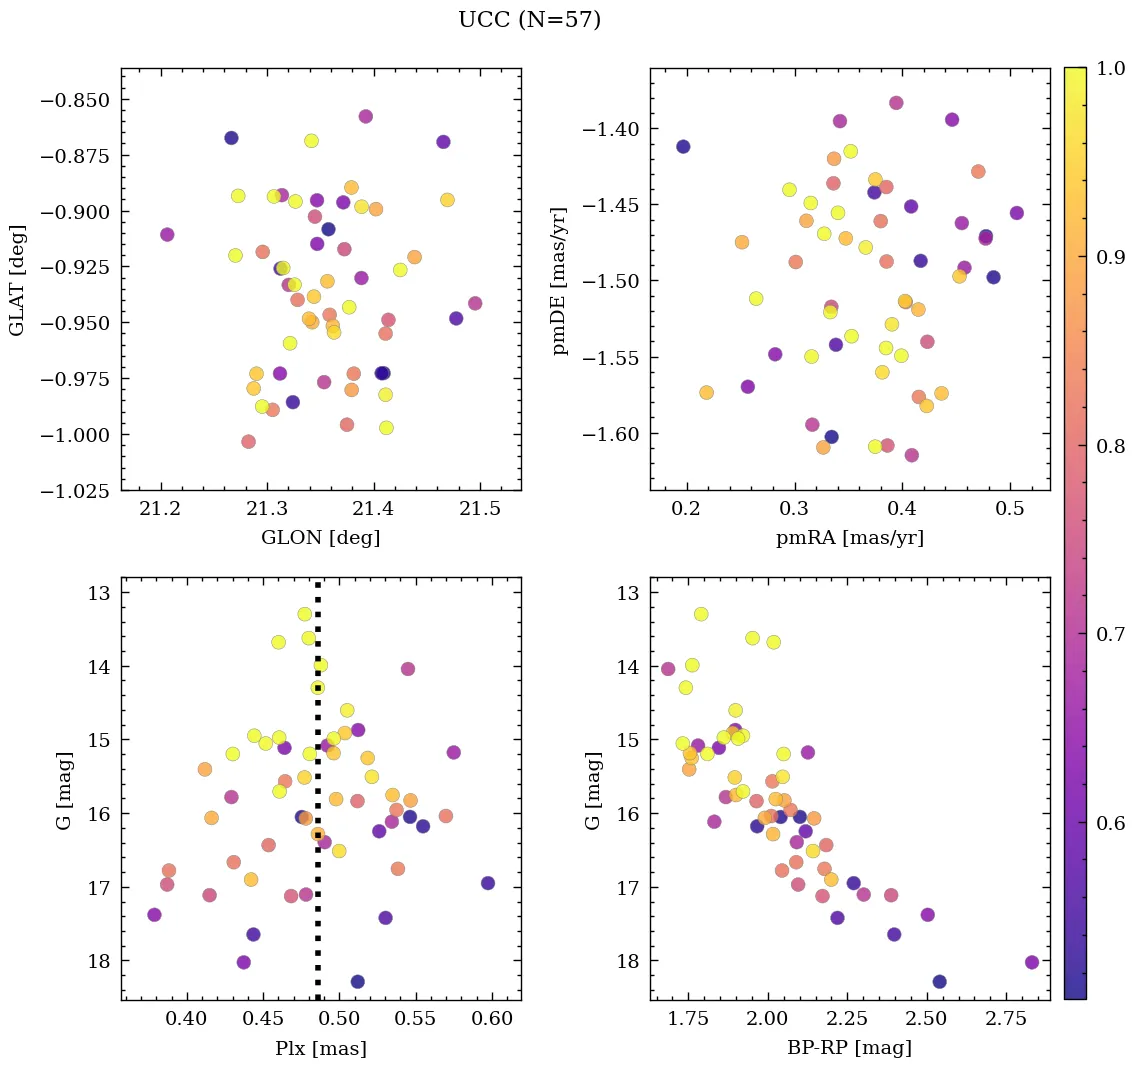 UCC (N=57)
−0.850
−0.875
−0.900
−0.925
−0.950
−0.975
−1.000
−1.025
GLAT [deg]
21.2 21.3 21.4 21.5
GLON [deg]
−1.40
−1.45
−1.50
−1.55
−1.60
pmDE [mas/yr]
0.2 0.3 0.4 0.5
pmRA [mas/yr]
13
14
15
16
17
18
G [mag]
0.40 0.45 0.50 0.55 0.60
Plx [mas]
13
14
15
16
17
18
G [mag]
1.75 2.00 2.25 2.50 2.75
BP-RP [mag]
1.0
0.9
0.8
0.7
0.6